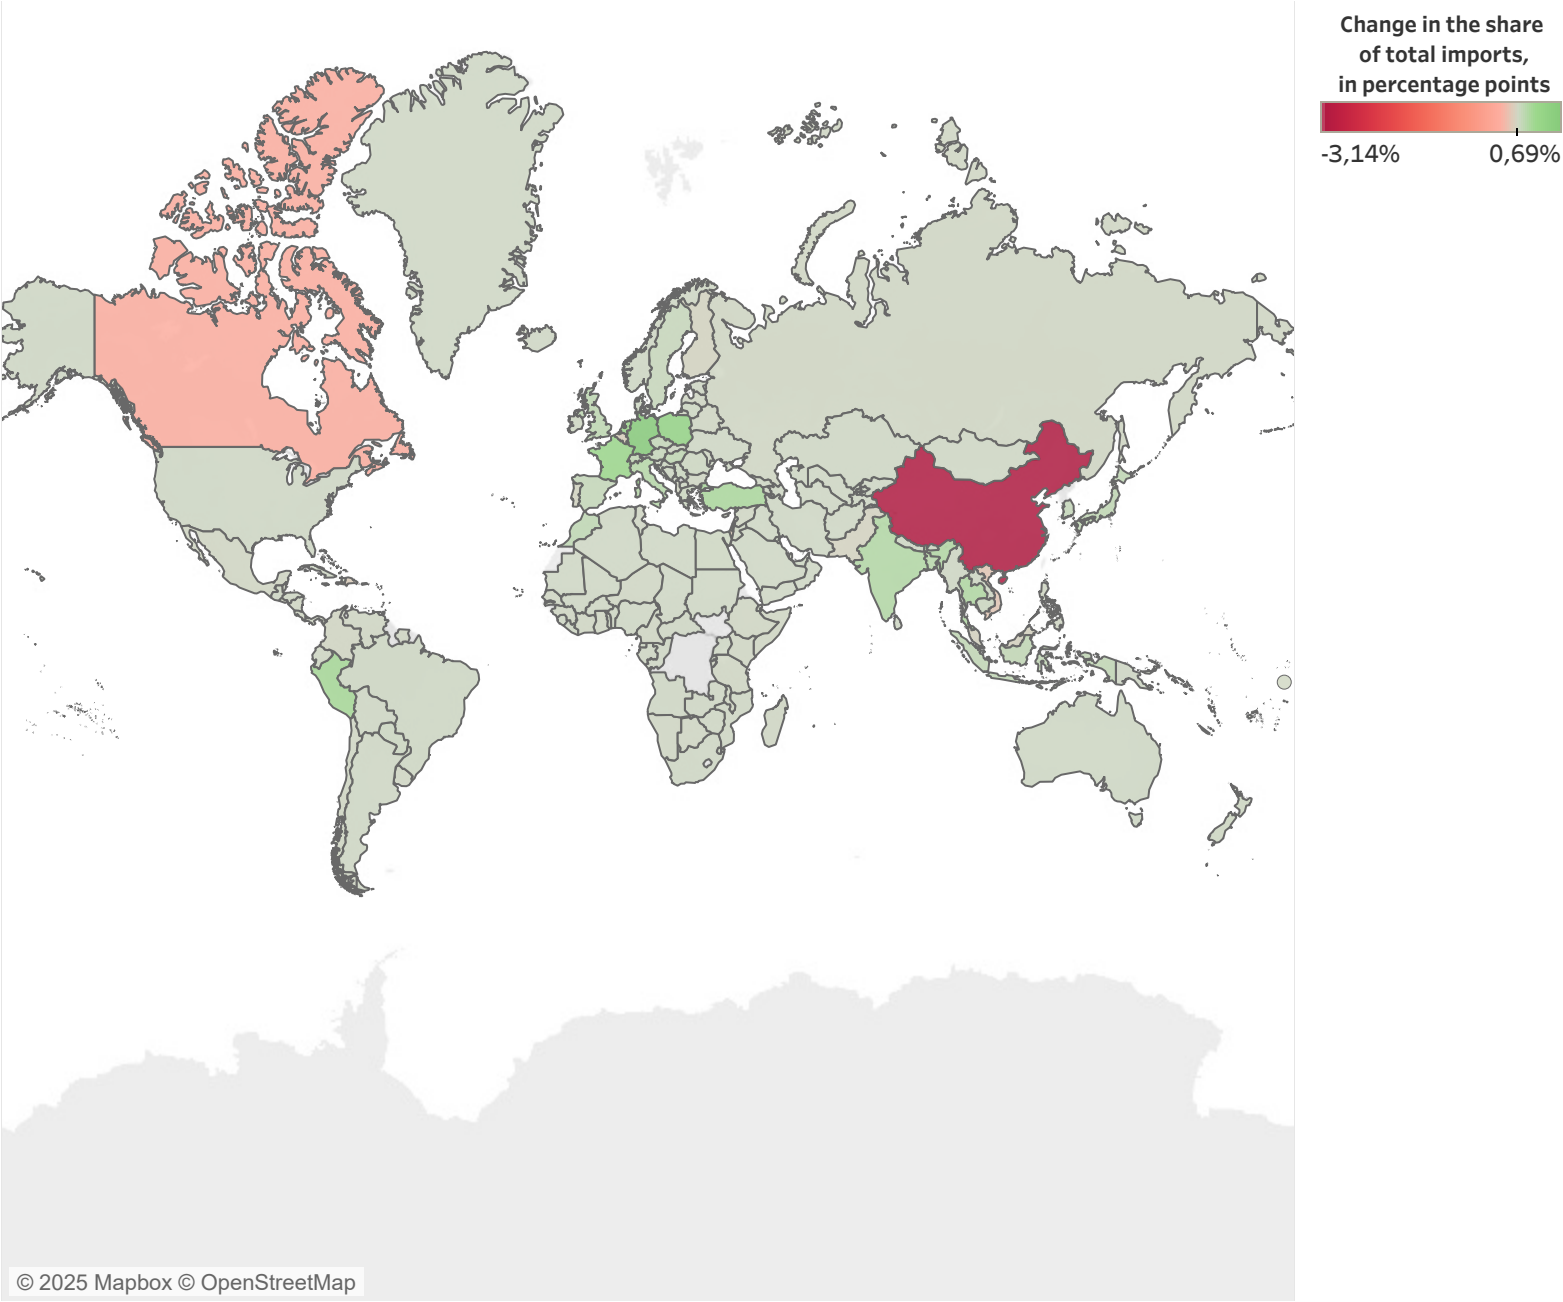 Change in the share
of total imports,
in percentage points
-3,14%
0,69%
© 2025 Mapbox © OpenStreetMap